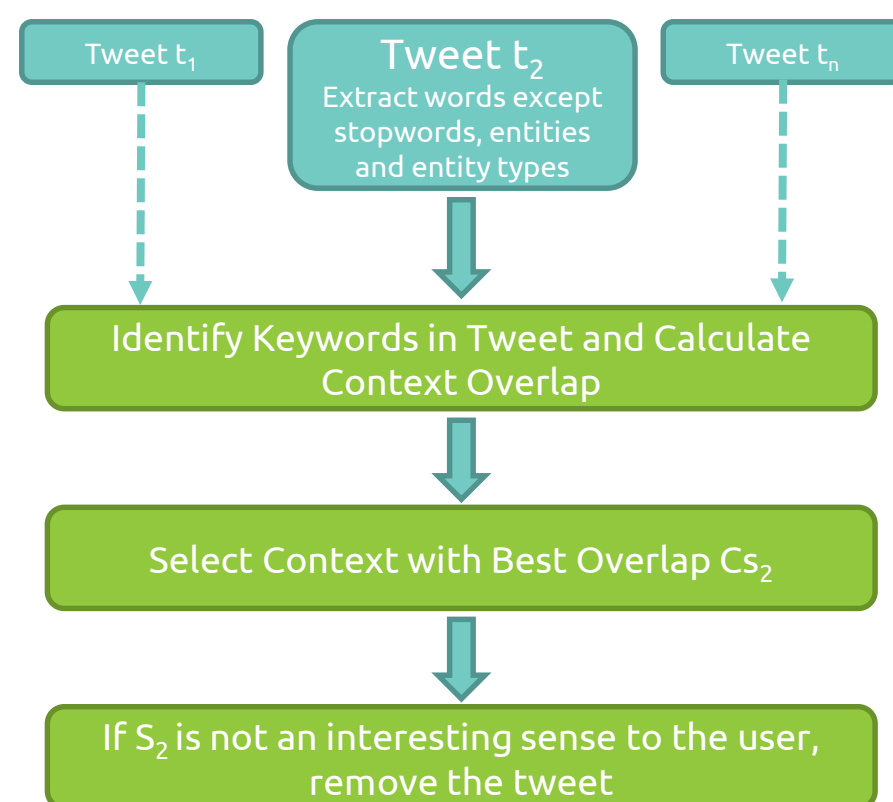 Tweet t₁
Tweet t₂
Extract words except
stopwords, entities
and entity types
Tweet tₙ
Identify Keywords in Tweet and Calculate
Context Overlap
Select Context with Best Overlap Cs₂
If S₂ is not an interesting sense to the user,
remove the tweet